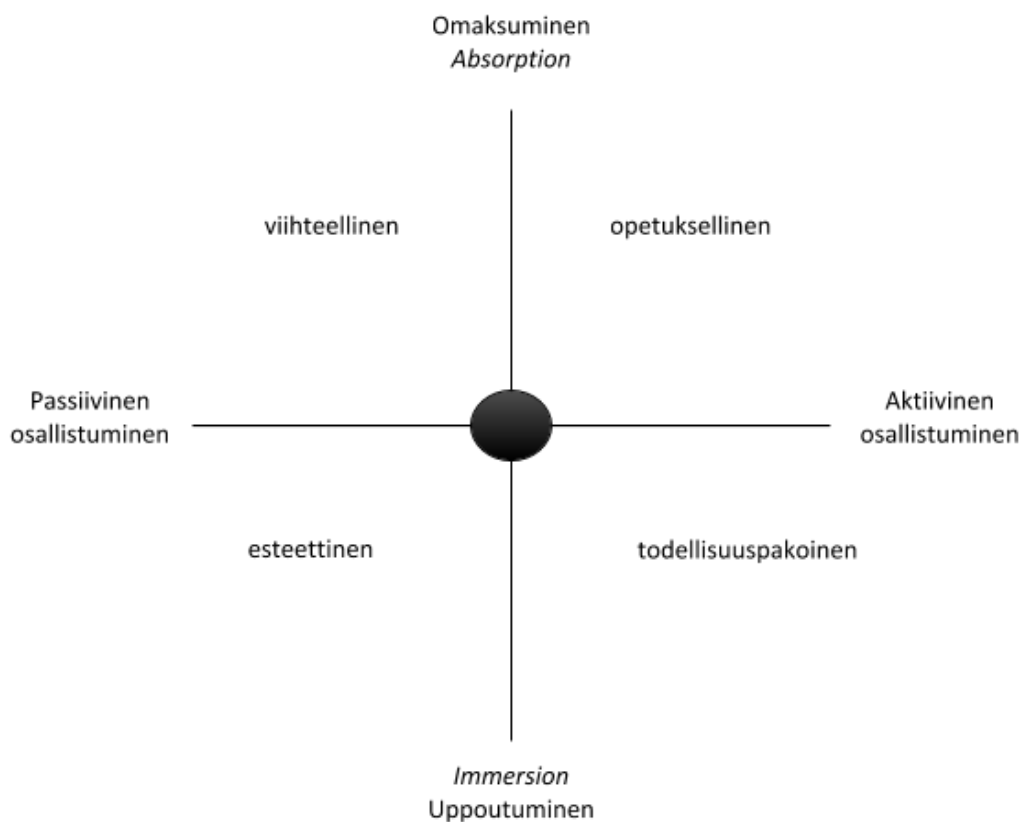 Omaksuminen
Absorption
viihteellinen
opetuksellinen
Passiivinen
osallistuminen
Aktiivinen
osallistuminen
esteettinen
todellisuuspakoinen
Immersion
Uppoutuminen